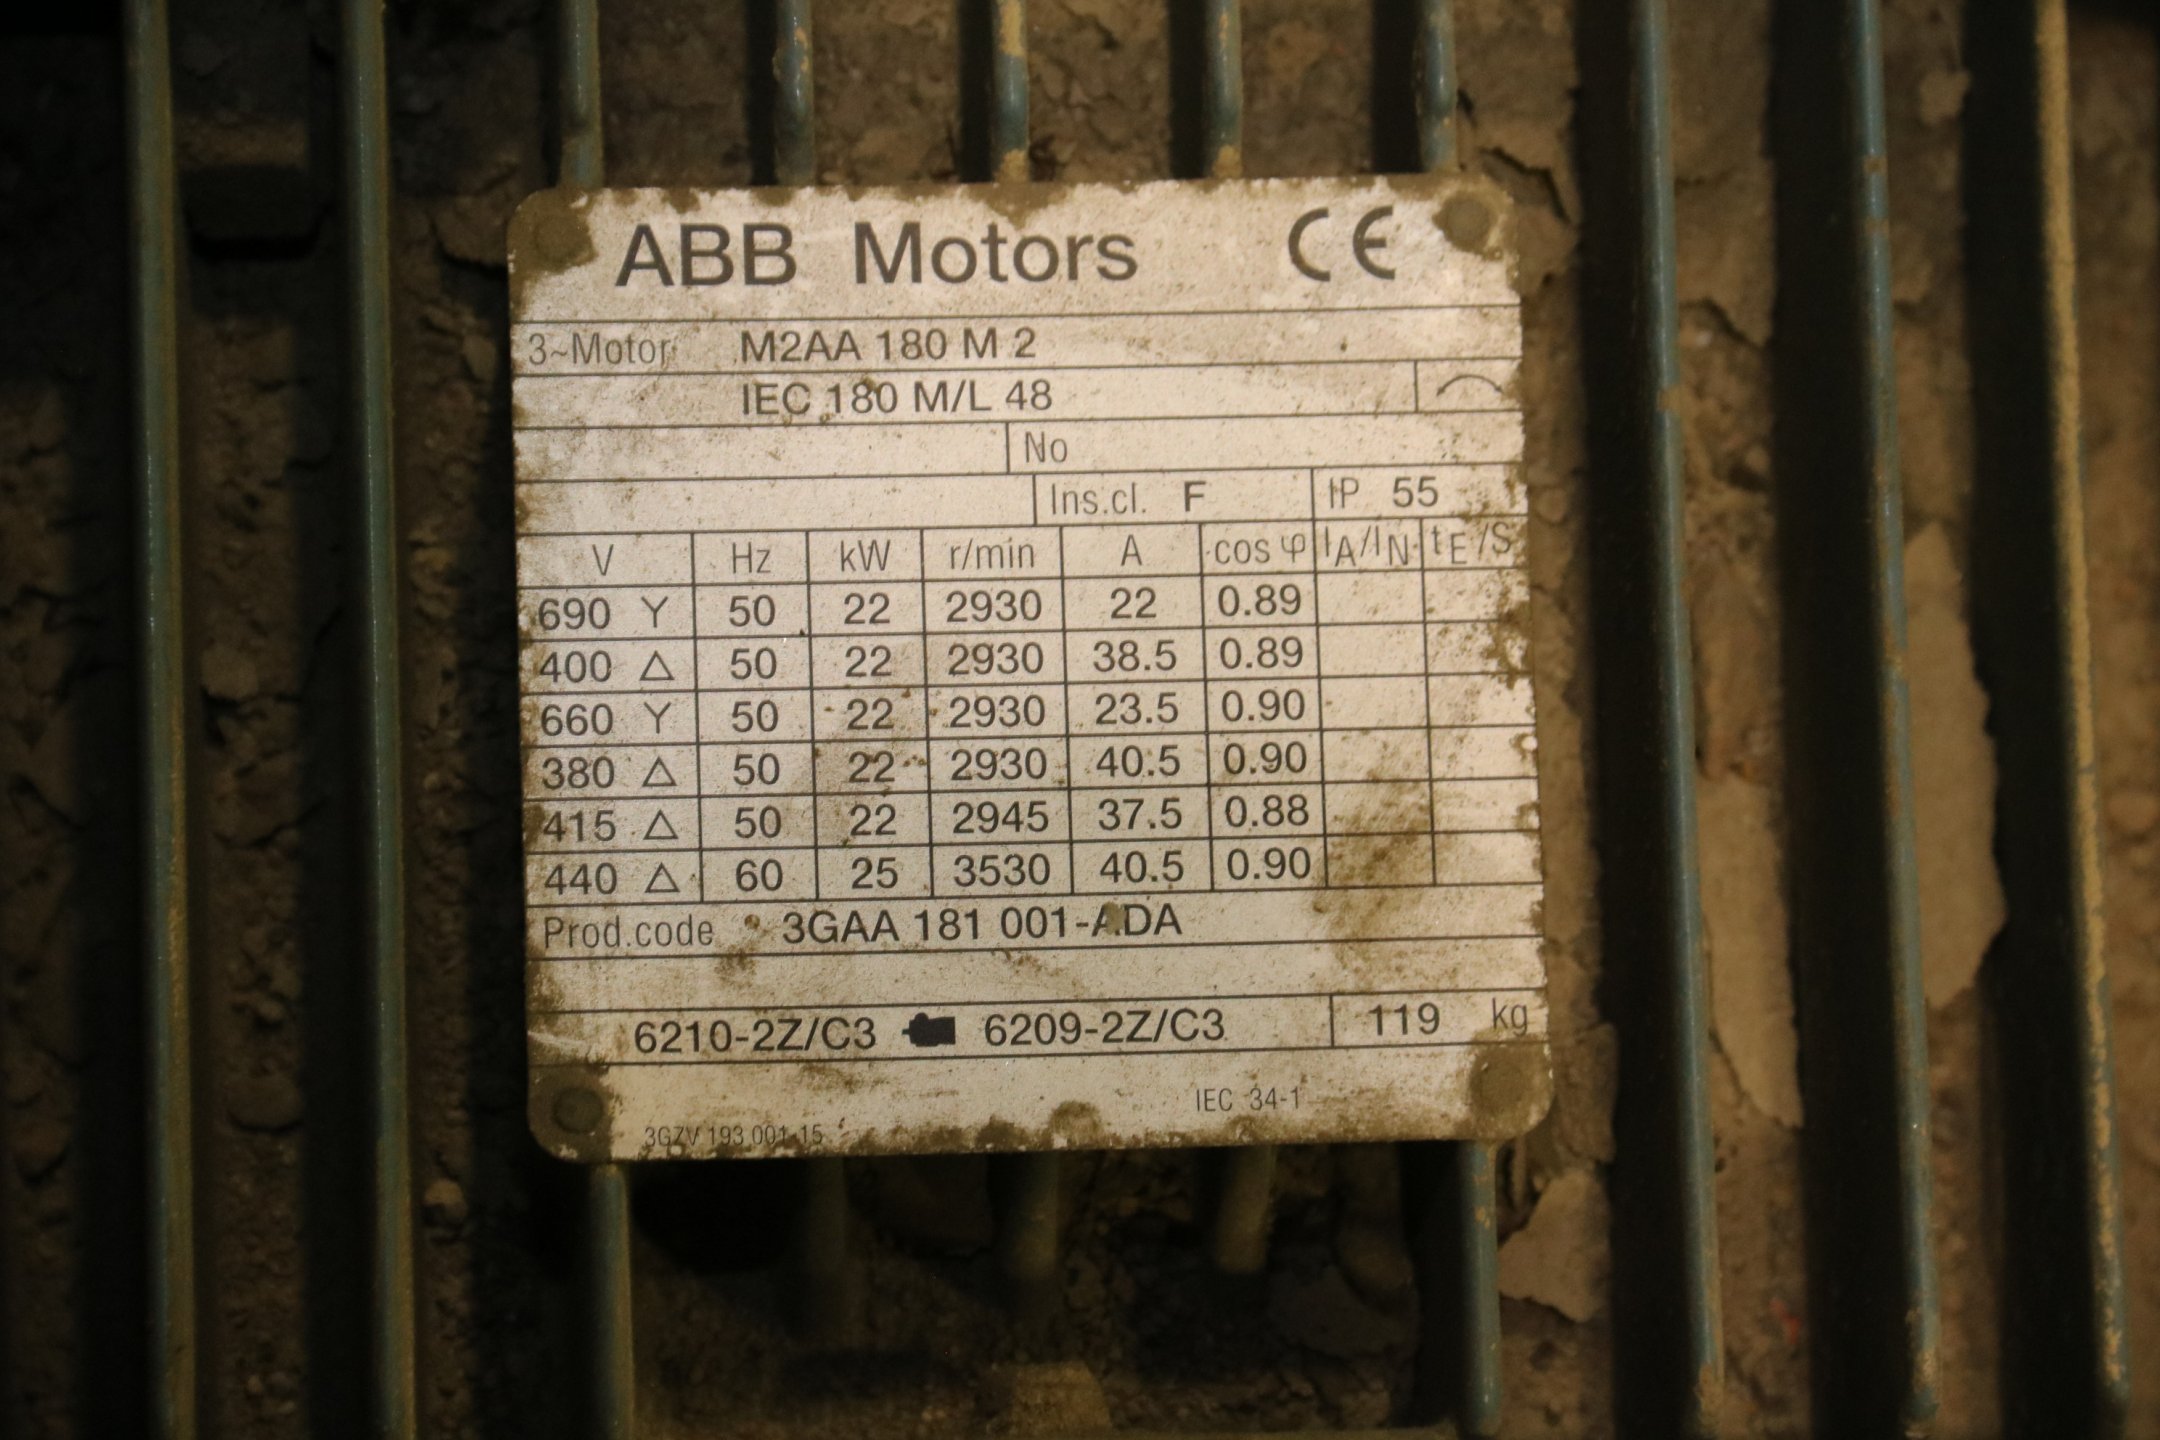 ABB Motors CE
3~Motor M2AA 180 M 2
IEC 180 M/L 48
No
Ins.cl. F IP 55
V Hz kW r/min A cos φ IA/IN tE/S
690 Y 50 22 2930 22 0.89
400 Δ 50 22 2930 38.5 0.89
660 Y 50 22 2930 23.5 0.90
380 Δ 50 22 2930 40.5 0.90
415 Δ 50 22 2945 37.5 0.88
440 Δ 60 25 3530 40.5 0.90
Prod.code 3GAA 181 001-ADA
6210-2Z/C3 6209-2Z/C3 119 kg
IEC 34-1
3GZV 193 001-15